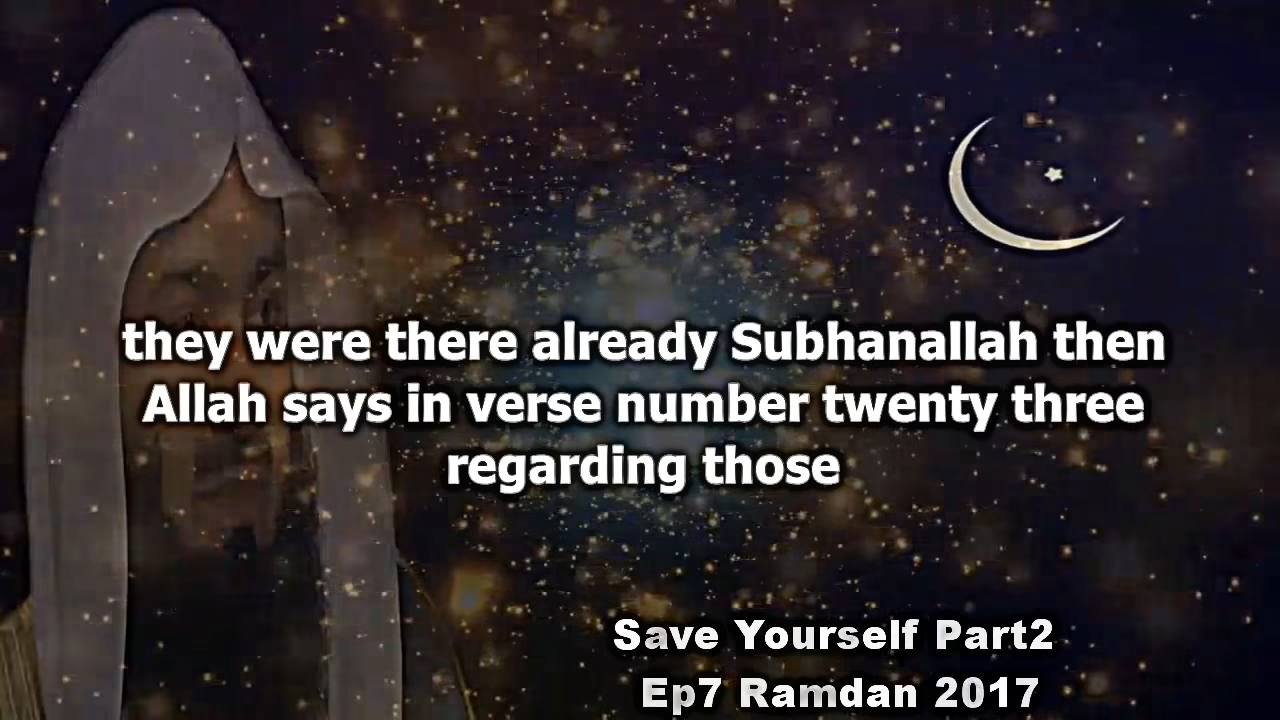 they were there already Subhanallah then
Allah says in verse number twenty three
regarding those
Save Yourself Part2
Ep7 Ramdan 2017